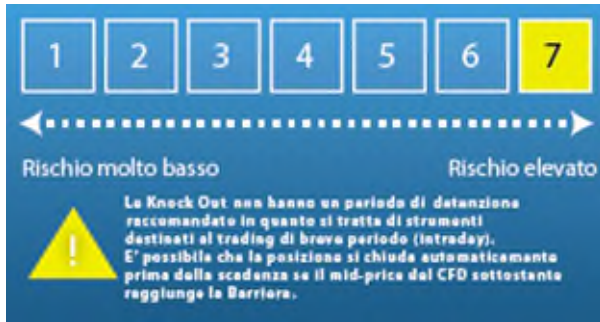 1 2 3 4 5 6 7
Rischio molto basso Rischio elevato
Le Knock Out non hanno un periodo di detenzione
raccomandato in quanto si tratta di strumenti
destinati al trading di breve periodo (intraday).
E' possibile che la posizione si chiuda automaticamente
prima della scadenza se il mid-price del CFD sottostante
raggiunge la Barriera.
!